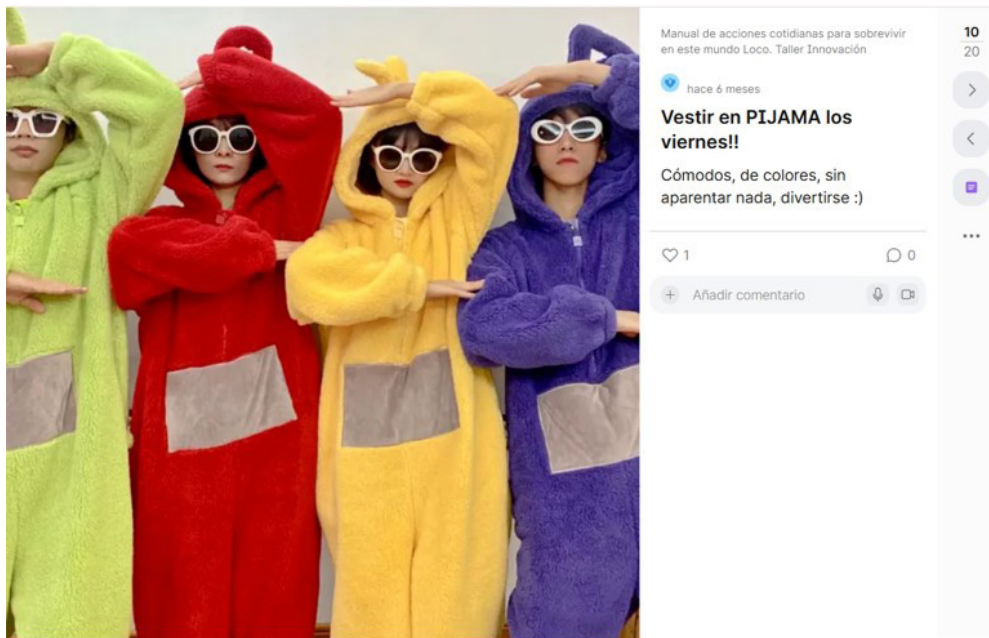 Manual de acciones cotidianas para sobrevivir
en este mundo Loco. Taller Innovación
10
20
hace 6 meses
Vestir en PIJAMA los
viernes!!
Cómodos, de colores, sin
aparentar nada, divertirse :)
1
0
Añadir comentario